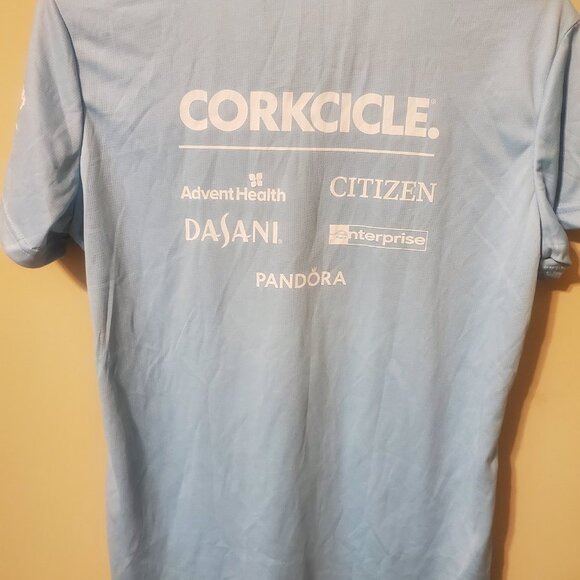 CORKCICLE.
AdventHealth CITIZEN
DASANI® Enterprise
PANDORA